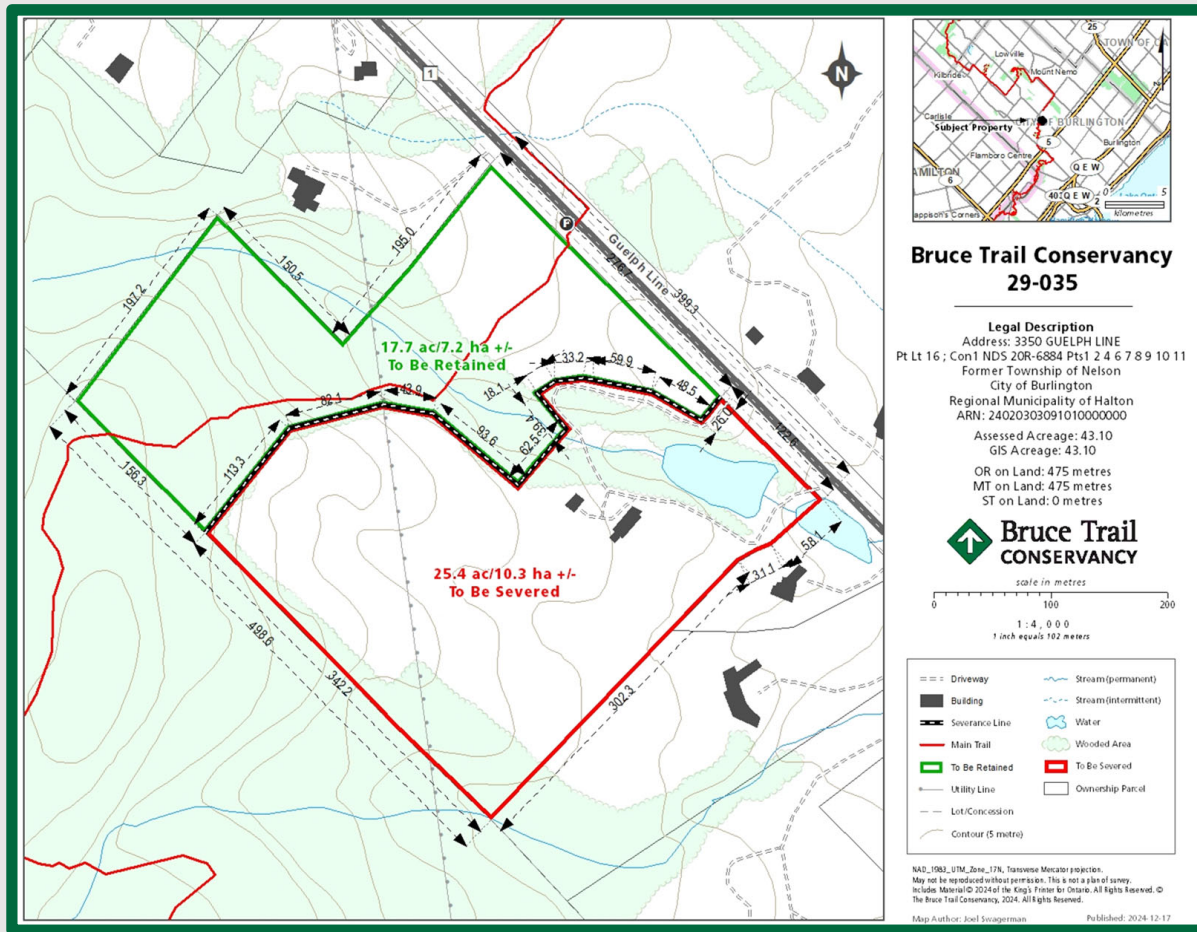 1
N
P
Guelph Line
276.7
399.3
195.0
150.5
197.2
17.7 ac/7.2 ha +/-
To Be Retained
33.2
59.9
48.5
18.1
39.4
62.5
26.0
122.6
82.1
43.9
93.6
113.3
156.3
58.1
31.1
25.4 ac/10.3 ha +/-
To Be Severed
498.6
342.2
302.3
25
Lowville
Kilbride
Mount Nemo
Carlisle
CITY OF BURLINGTON
Subject Property
5
Burlington
Flamboro Centre
QEW
6
QEW
2
0 5
kilometres
Bruce Trail Conservancy
29-035
Legal Description
Address: 3350 GUELPH LINE
Pt Lt 16 ; Con1 NDS 20R-6884 Pts1 2 4 6 7 8 9 10 11
Former Township of Nelson
City of Burlington
Regional Municipality of Halton
ARN: 24020303091010000000
Assessed Acreage: 43.10
GIS Acreage: 43.10
OR on Land: 475 metres
MT on Land: 475 metres
ST on Land: 0 metres
Bruce Trail
CONSERVANCY
scale in metres
0 100 200
1:4,000
1 inch equals 102 meters
Driveway
Building
Severance Line
Main Trail
To Be Retained
Utility Line
Lot/Concession
Contour (5 metre)
Stream (permanent)
Stream (intermittent)
Water
Wooded Area
To Be Severed
Ownership Parcel
NAD_1983_UTM_Zone_17N, Transverse Mercator projection.
May not be reproduced without permission. This is not a plan of survey.
Includes Material © 2024 of the King's Printer for Ontario. All Rights Reserved. ©
The Bruce Trail Conservancy, 2024. All Rights Reserved.
Map Author: Joel Swagerman Published: 2024-12-17